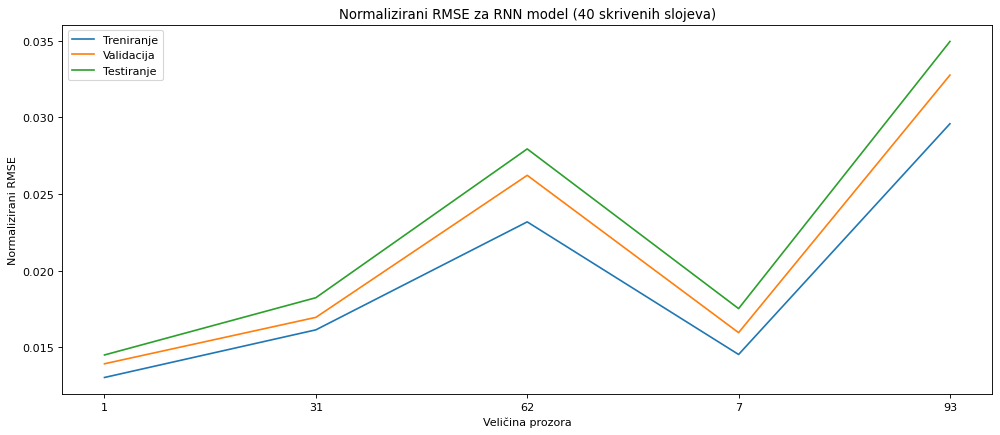 Normalizirani RMSE za RNN model (40 skrivenih slojeva)
Treniranje
Validacija
Testiranje
Normalizirani RMSE
0.035
0.030
0.025
0.020
0.015
1 31 62 7 93
Veličina prozora